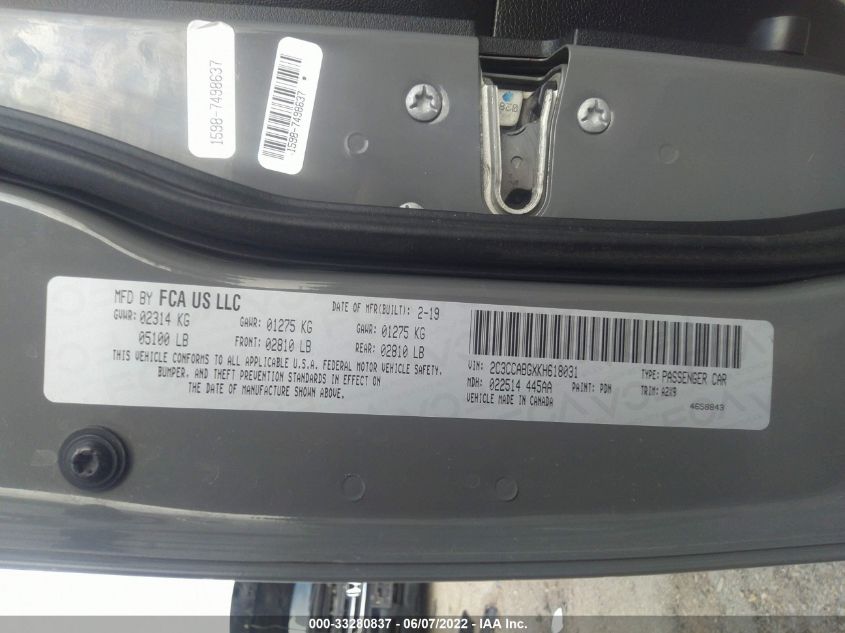 1598-7498637
1598-7498637
MFD BY FCA US LLC
DATE OF MFR(BUILT): 2-19
GVWR: 02314 KG
GAWR: 01275 KG
GAWR: 01275 KG
05100 LB
FRONT: 02810 LB
REAR: 02810 LB
THIS VEHICLE CONFORMS TO ALL APPLICABLE U.S.A. FEDERAL MOTOR VEHICLE SAFETY,
BUMPER, AND THEFT PREVENTION STANDARDS IN EFFECT ON
THE DATE OF MANUFACTURE SHOWN ABOVE.
VIN: 2C3CCABGXKH618031
TYPE: PASSENGER CAR
MDH: 022514 445AA
PAINT: PDN
TRIM: A2X9
VEHICLE MADE IN CANADA
4658843
000-33280837 - 06/07/2022 - © IAA Inc.